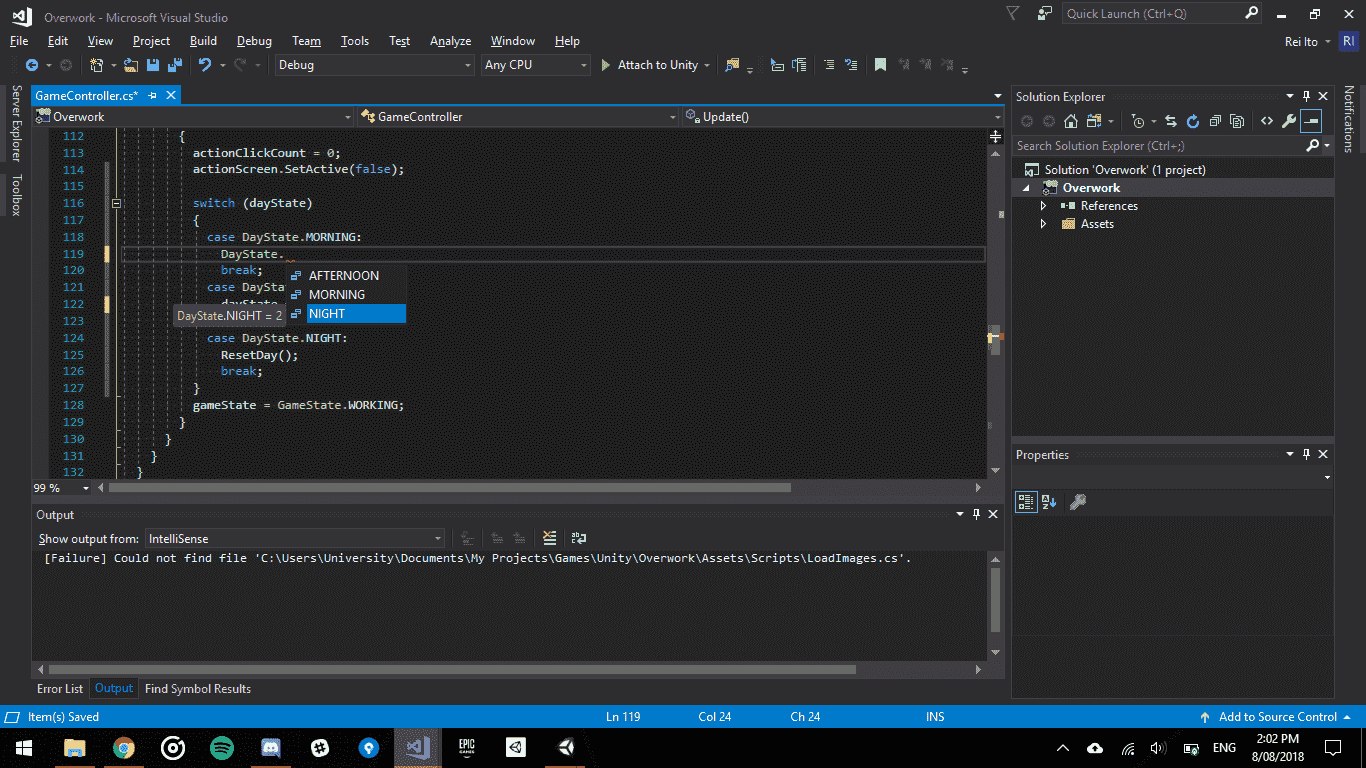 Overwork - Microsoft Visual Studio
Quick Launch (Ctrl+Q)
File Edit View Project Build Debug Team Tools Test Analyze Window Help
Rei Ito RI
Debug Any CPU Attach to Unity
Server Explorer
Toolbox
Notifications
GameController.cs*
Overwork GameController Update()
112 {
113 actionClickCount = 0;
114 actionScreen.SetActive(false);
115
116 switch (dayState)
117 {
118 case DayState.MORNING:
119 DayState.
120 break;
121 case DaySta
122
123
124 case DayState.NIGHT:
125 ResetDay();
126 break;
127 }
128 gameState = GameState.WORKING;
129 }
130 }
131 }
132 }
AFTERNOON
MORNING
NIGHT
DayState.NIGHT = 2
99 %
Output
Show output from: IntelliSense
[Failure] Could not find file 'C:\Users\University\Documents\My Projects\Games\Unity\Overwork\Assets\Scripts\LoadImages.cs'.
Error List Output Find Symbol Results
Solution Explorer
Search Solution Explorer (Ctrl+;)
Solution 'Overwork' (1 project)
Overwork
References
Assets
Properties
Item(s) Saved Ln 119 Col 24 Ch 24 INS Add to Source Control
EPIC
GAMES
ENG
2:02 PM
8/08/2018